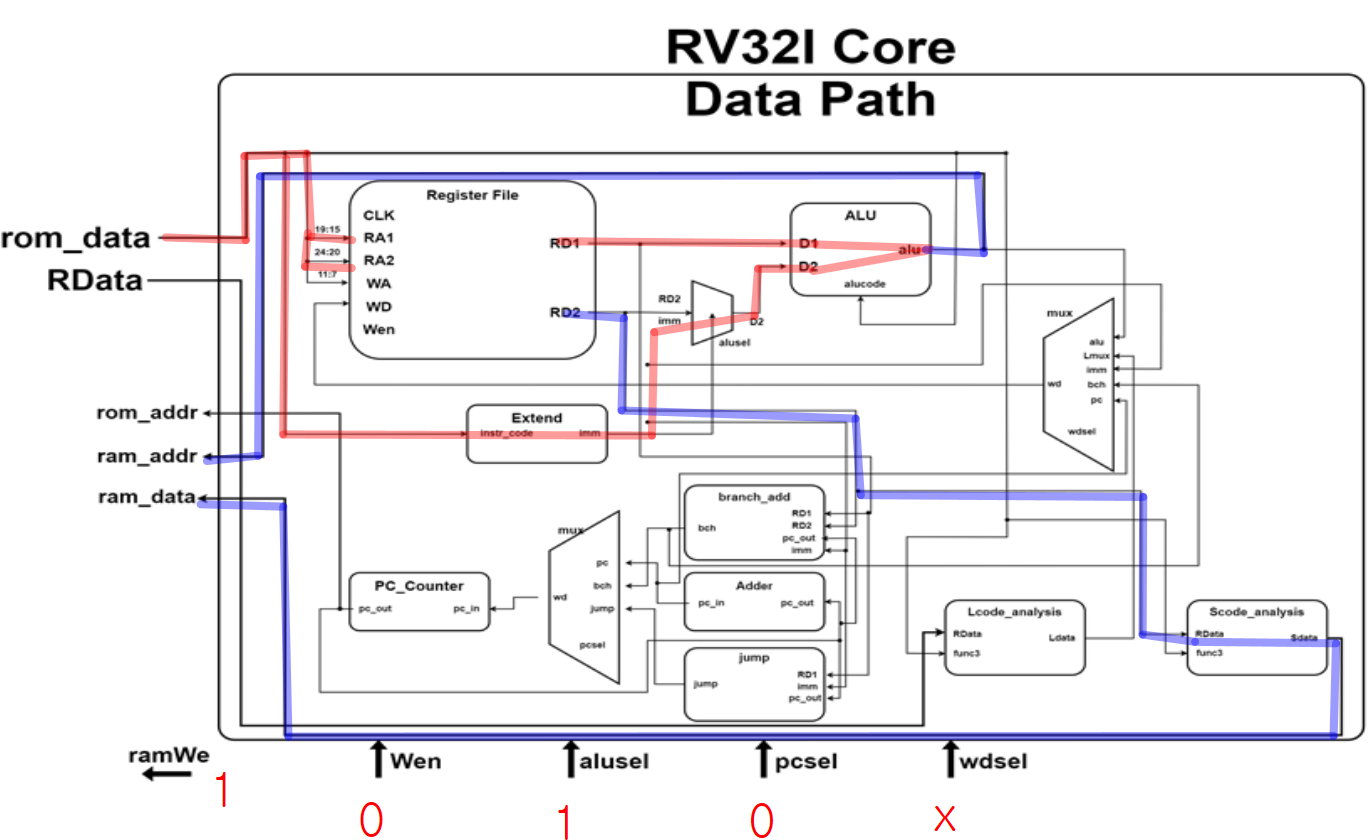 RV32I Core
Data Path
rom_data
RData
rom_addr
ram_addr
ram_data
Register File
CLK
19:15
RA1
24:20
RA2
11:7
WA
WD
Wen
RD1
RD2
RD2
imm
D2
alusel
ALU
D1
D2
alu
alucode
mux
alu
Lmux
imm
bch
pc
wd
wdsel
Extend
instr_code
imm
branch_add
RD1
RD2
pc_out
imm
bch
mux
pc
bch
jump
wd
pcsel
Adder
pc_in
pc_out
PC_Counter
pc_out
pc_in
jump
RD1
imm
pc_out
jump
Lcode_analysis
RData
func3
Ldata
Scode_analysis
RData
func3
Sdata
ramWe
Wen
alusel
pcsel
wdsel
1
0
1
0
x